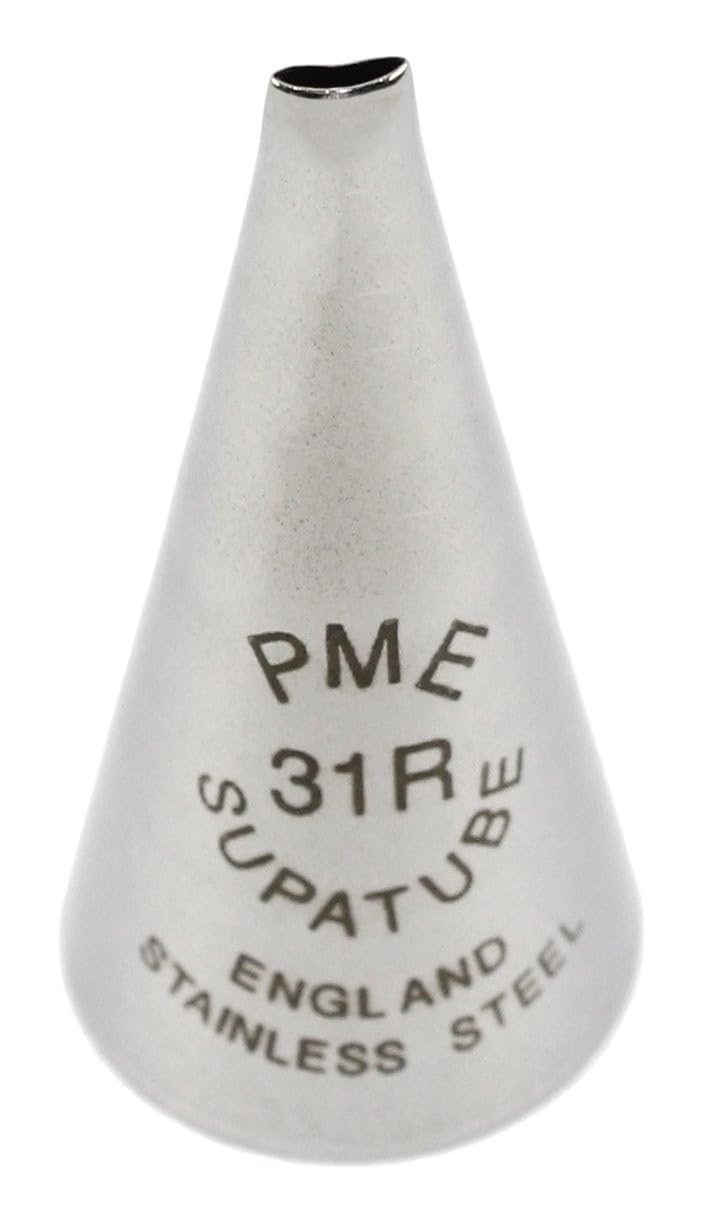 PME
31R
SUPATUBE
ENGLAND
STAINLESS STEEL